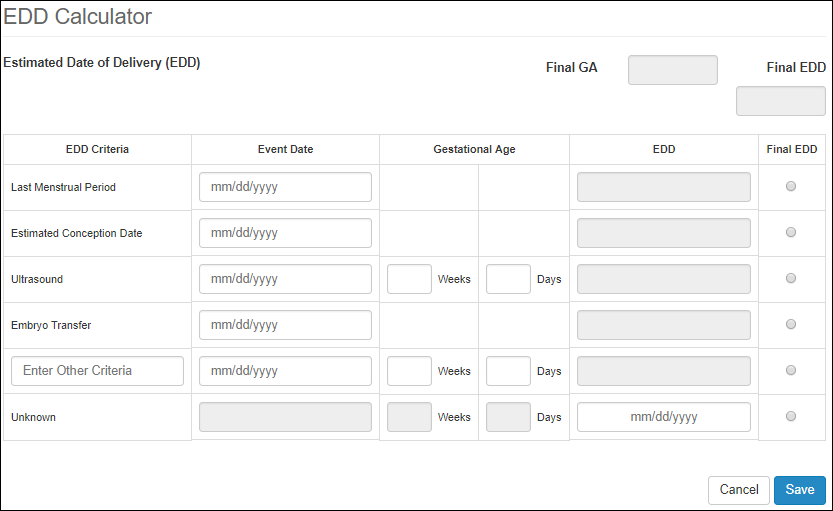 EDD Calculator
Estimated Date of Delivery (EDD)
Final GA
Final EDD
EDD Criteria Event Date Gestational Age EDD Final EDD
Last Menstrual Period mm/dd/yyyy
Estimated Conception Date mm/dd/yyyy
Ultrasound mm/dd/yyyy Weeks Days
Embryo Transfer mm/dd/yyyy
Enter Other Criteria mm/dd/yyyy Weeks Days
Unknown Weeks Days mm/dd/yyyy
Cancel Save